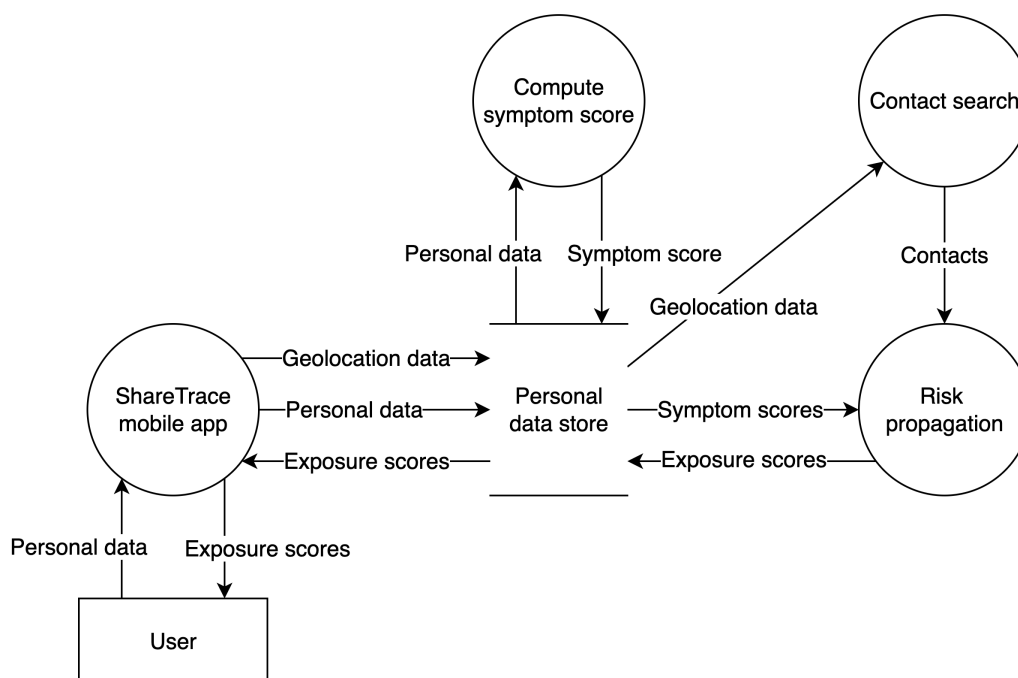 Compute
symptom score
Contact search
Personal data
Symptom score
Contacts
Geolocation data
ShareTrace
mobile app
Geolocation data
Personal data
Exposure scores
Personal
data store
Symptom scores
Exposure scores
Risk
propagation
Personal data
Exposure scores
User